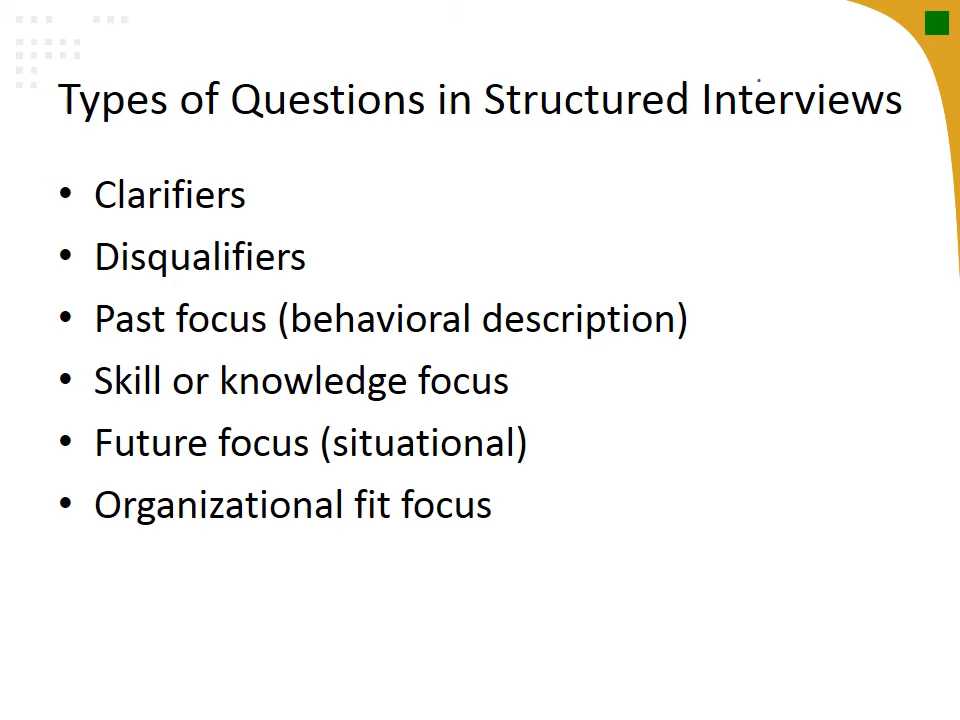 Types of Questions in Structured Interviews
• Clarifiers
• Disqualifiers
• Past focus (behavioral description)
• Skill or knowledge focus
• Future focus (situational)
• Organizational fit focus